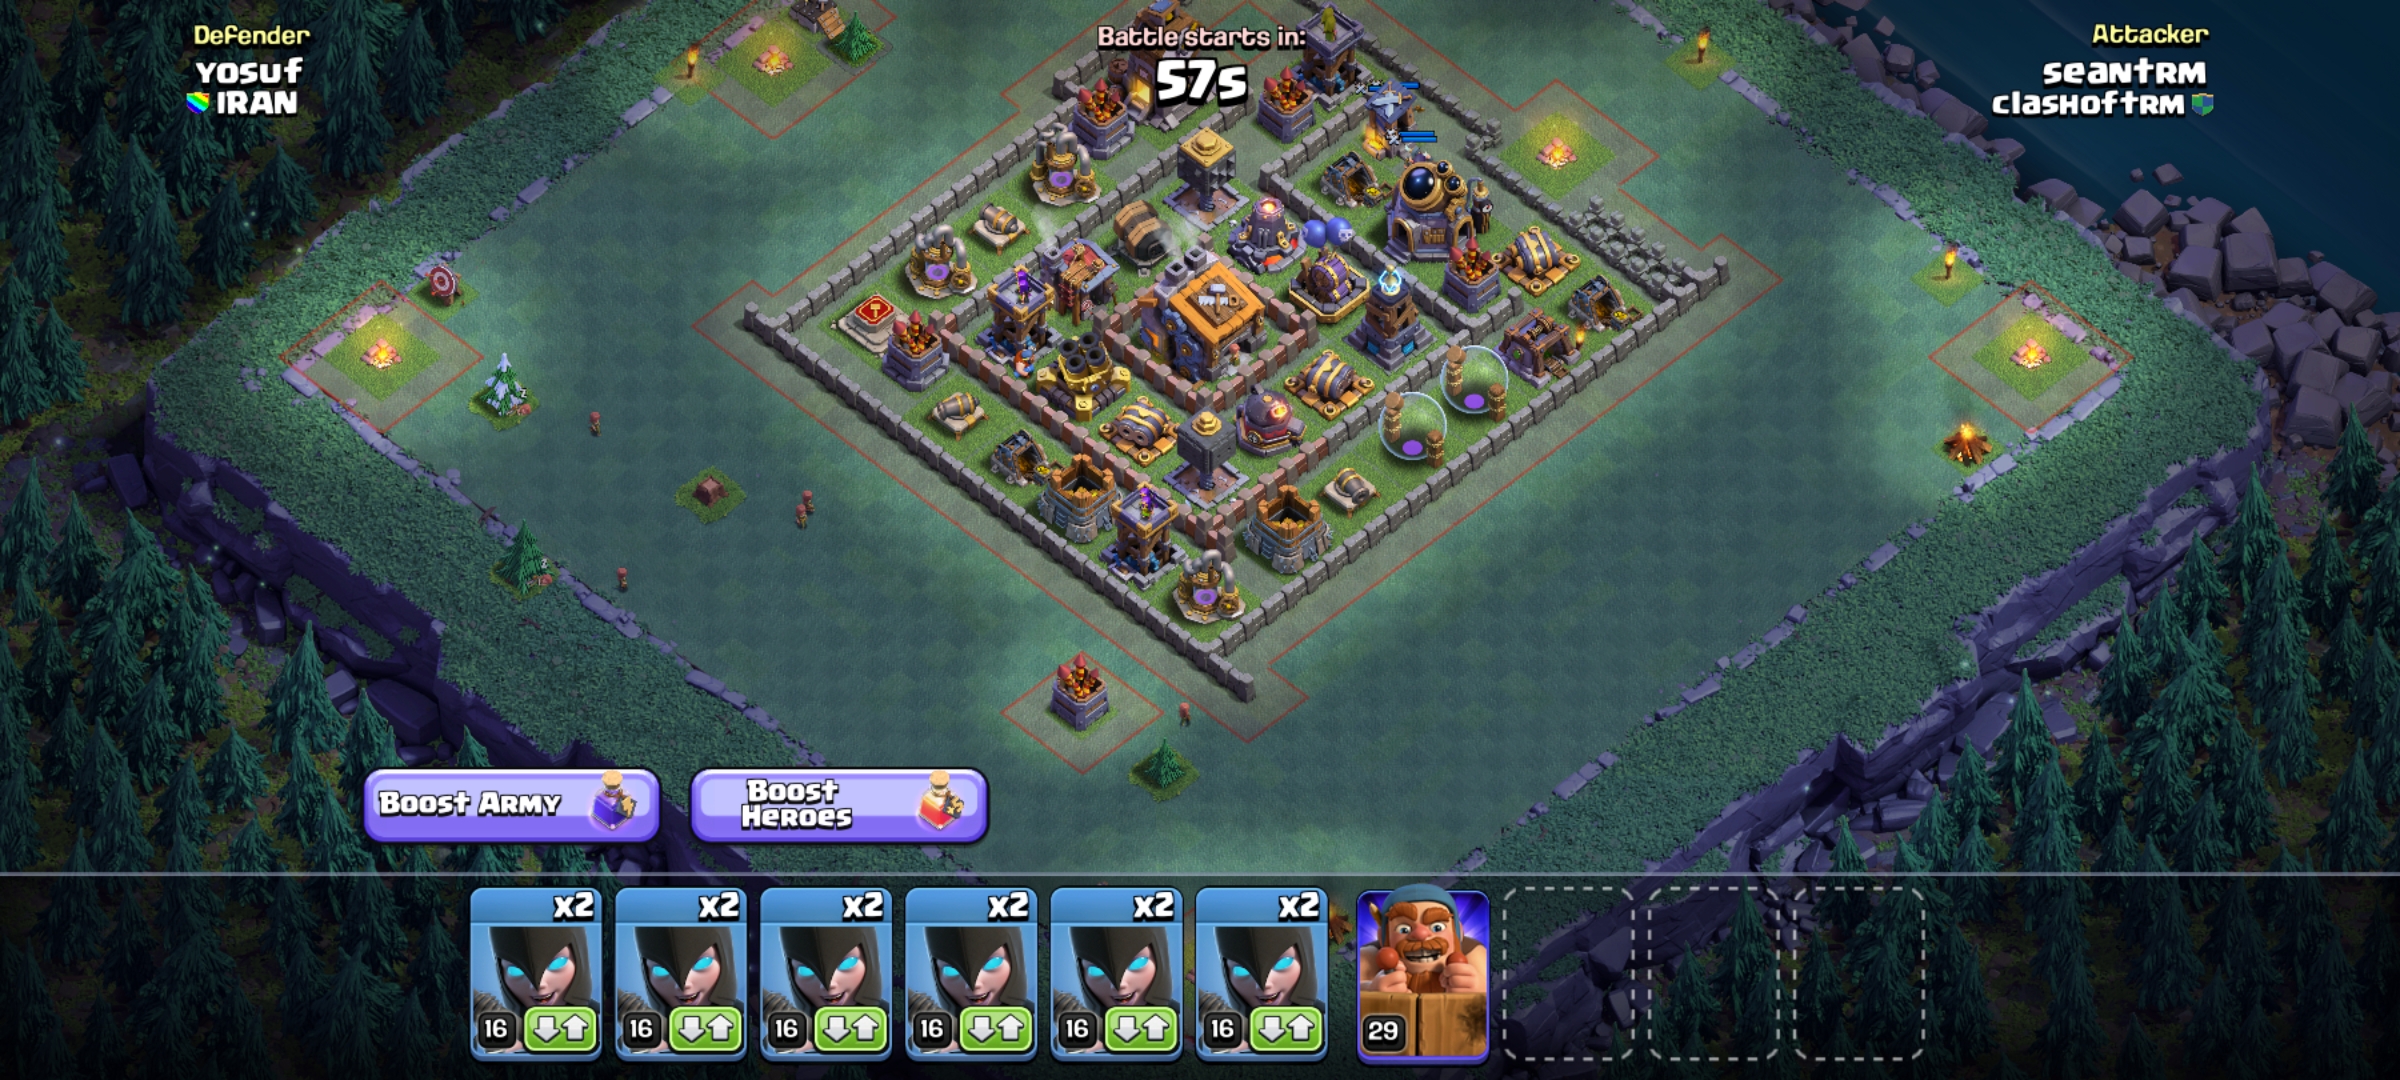 Defender
Yosuf
IRAN
Battle starts in:
57s
Attacker
seantRM
clashoftRM
Boost Army
Boost
Heroes
x2
x2
x2
x2
x2
x2
16
16
16
16
16
16
29